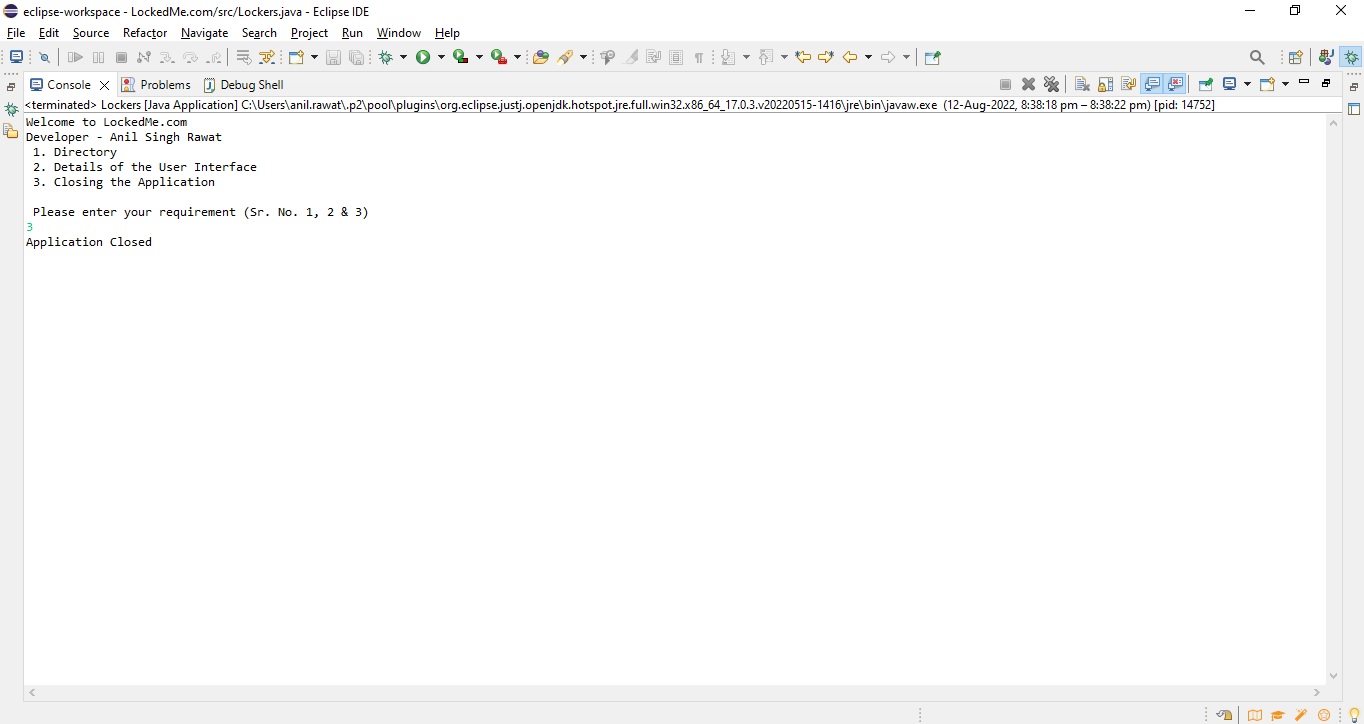 eclipse-workspace - LockedMe.com/src/Lockers.java - Eclipse IDE
File Edit Source Refactor Navigate Search Project Run Window Help
Console Problems Debug Shell
<terminated> Lockers [Java Application] C:\Users\anil.rawat\.p2\pool\plugins\org.eclipse.justj.openjdk.hotspot.jre.full.win32.x86_64_17.0.3.v20220515-1416\jre\bin\javaw.exe (12-Aug-2022, 8:38:18 pm – 8:38:22 pm) [pid: 14752]
Welcome to LockedMe.com
Developer - Anil Singh Rawat
1. Directory
2. Details of the User Interface
3. Closing the Application
Please enter your requirement (Sr. No. 1, 2 & 3)
3
Application Closed